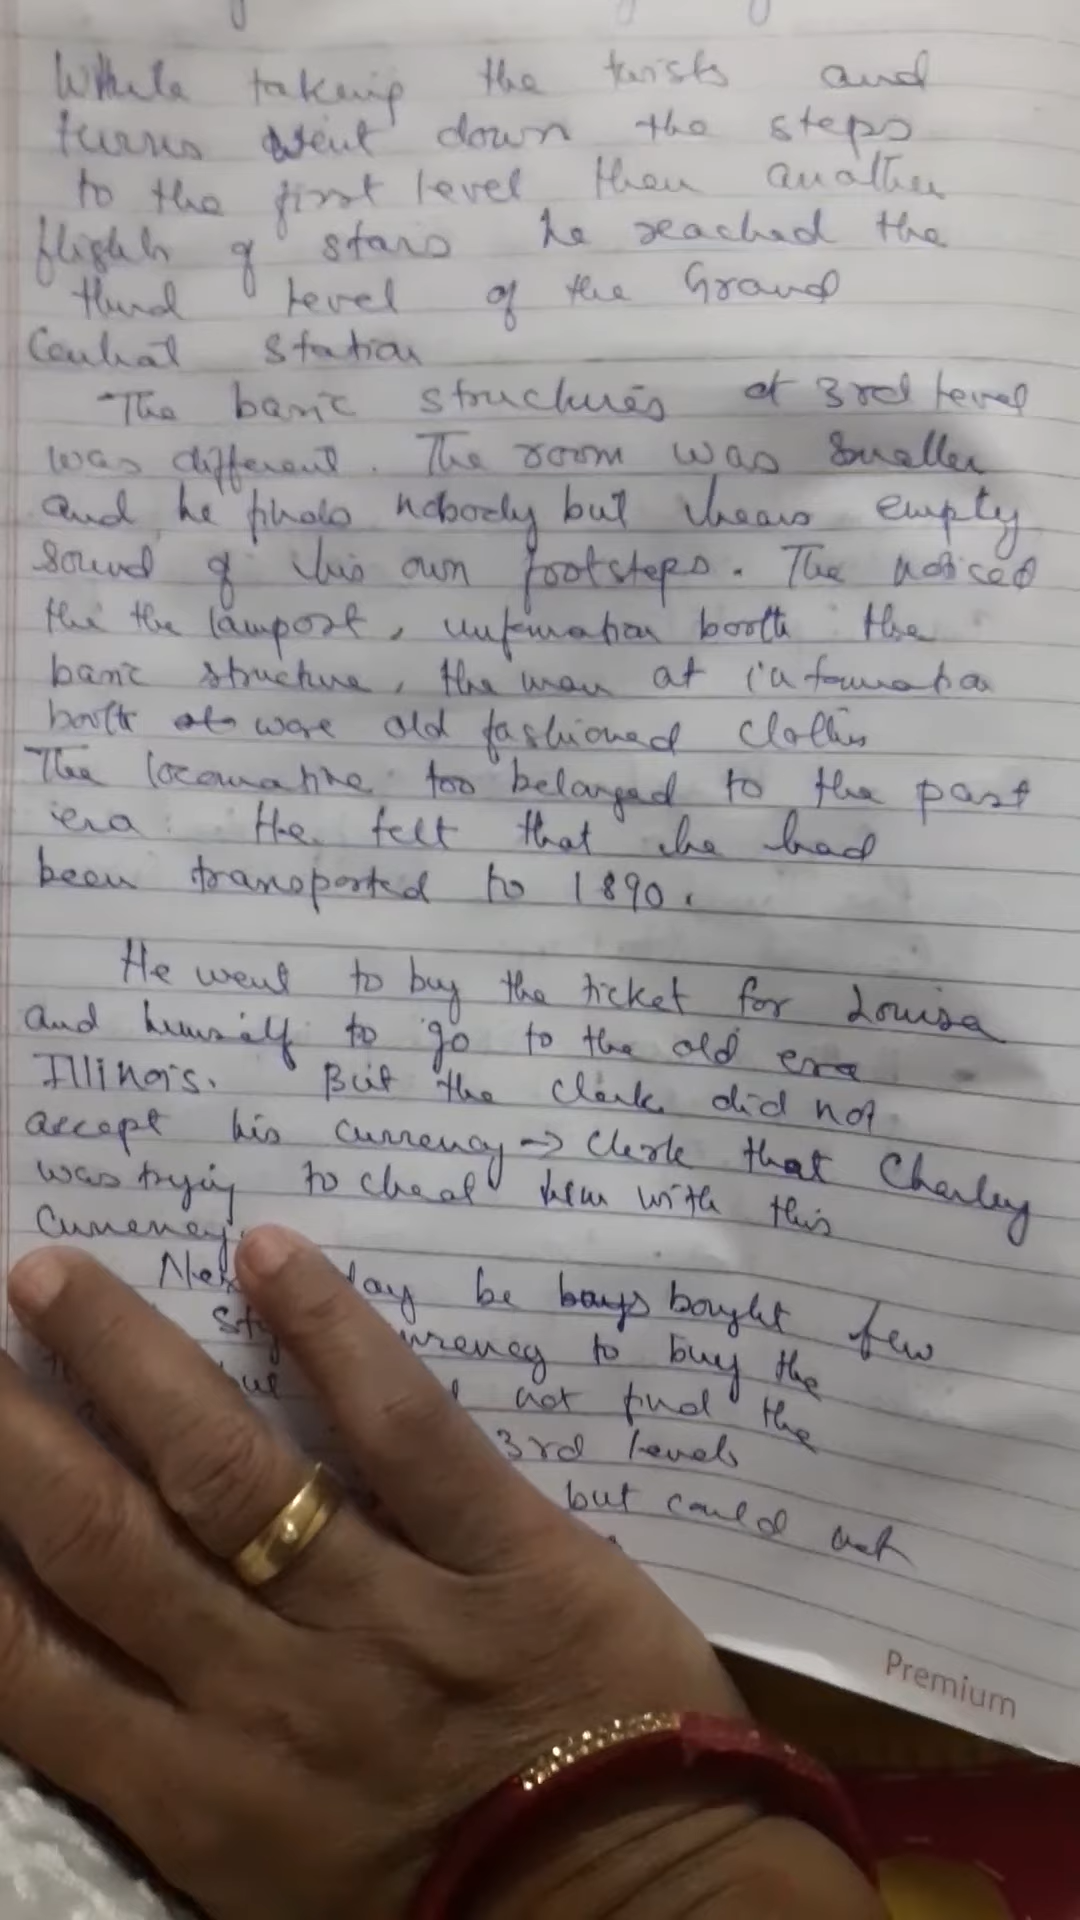 While taking the twists and
turns went down the steps
to the first level then another
flight of stairs he reached the
third level of the Grand
Central Station
The basic structures at 3rd level
was different. The room was smaller
and he finds nobody but hears empty
sound of his own footsteps. The noticed
the the lampost, information booth the
basic structure, the man at information
booth wore old fashioned clothes
The locomotive too belonged to the past
era. He felt that he had
been transported to 1890.
He went to buy the ticket for Louisa
and himself to go to the old era
Illinois. But the clerk did not
accept his currency → Clerk that Charley
was trying to cheat him with this
Currency.
day he buys bought few
to buy the
not find the
3rd level
but could not
Premium